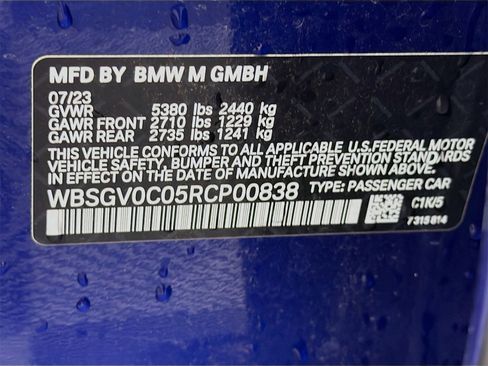 MFD BY BMW M GMBH
07/23
GVWR 5380 lbs 2440 kg
GAWR FRONT 2710 lbs 1229 kg
GAWR REAR 2735 lbs 1241 kg
THIS VEHICLE CONFORMS TO ALL APPLICABLE U.S.FEDERAL MOTOR
VEHICLE SAFETY, BUMPER AND THEFT PREVENTION STANDARDS
IN EFFECT ON THE DATE OF MANUFACTURE SHOWN ABOVE.
WBSGV0C05RCP00838 TYPE: PASSENGER CAR
C1K/5
7315614